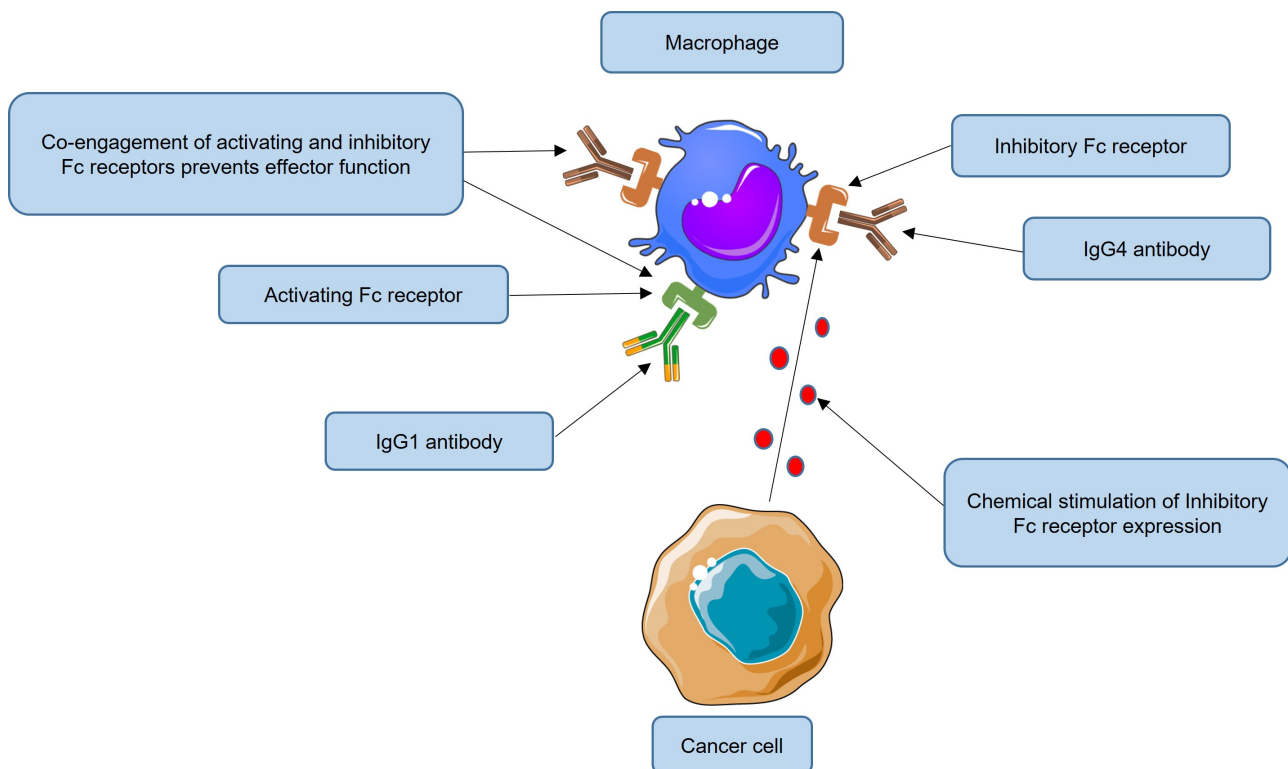 Macrophage
Co-engagement of activating and inhibitory
Fc receptors prevents effector function
Inhibitory Fc receptor
IgG4 antibody
Activating Fc receptor
IgG1 antibody
Chemical stimulation of Inhibitory
Fc receptor expression
Cancer cell